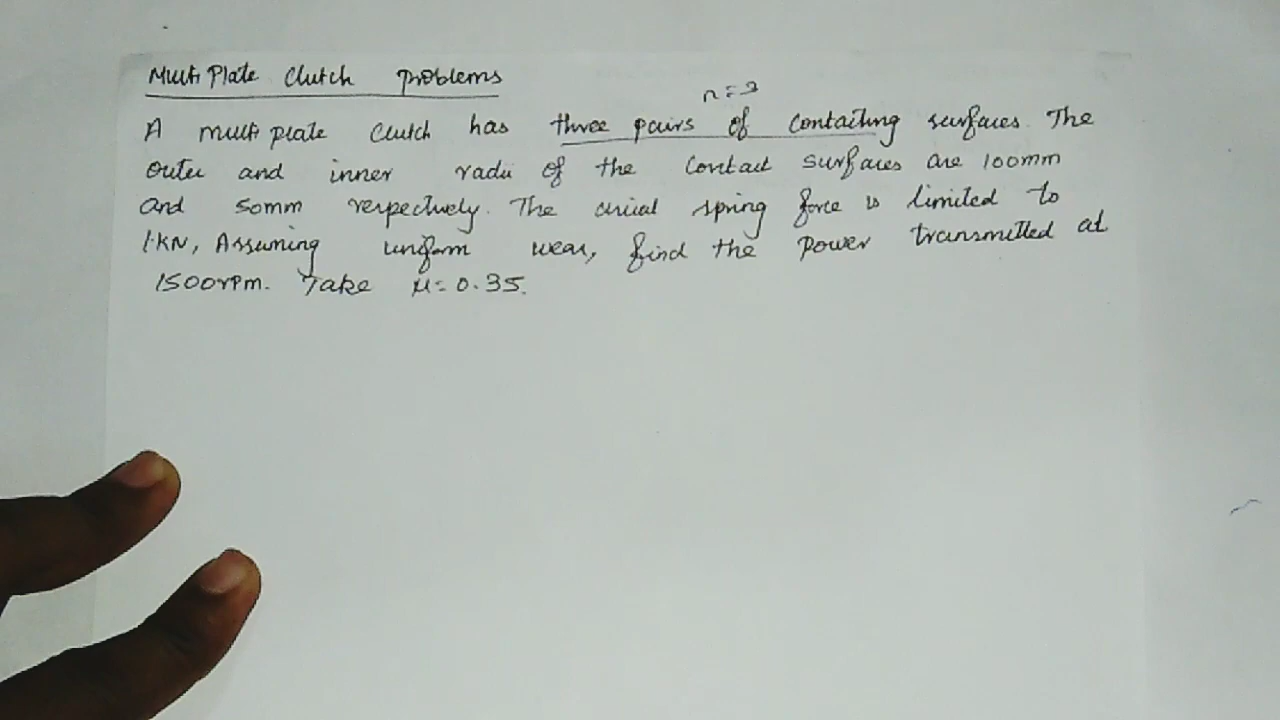 Multi Plate Clutch Problems
n=3
A multi plate Clutch has three pairs of Contacting surfaces. The
outer and inner radii of the Contact surfaces are 100mm
and 50mm respectively. The axial spring force is limited to
1KN, Assuming uniform wear, find the Power transmitted at
1500rpm. Take μ=0.35.